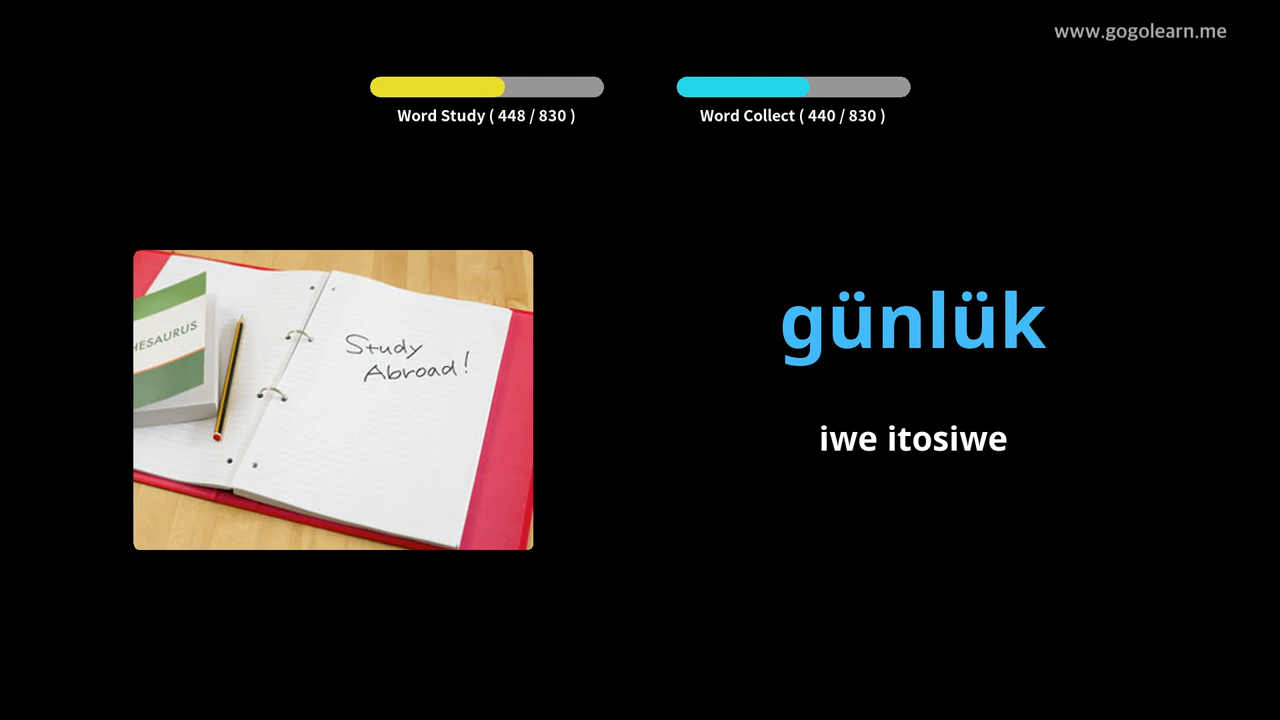 www.gogolearn.me
Word Study ( 448 / 830 )
Word Collect ( 440 / 830 )
HESAURUS
Study
Abroad!
günlük
iwe itosiwe